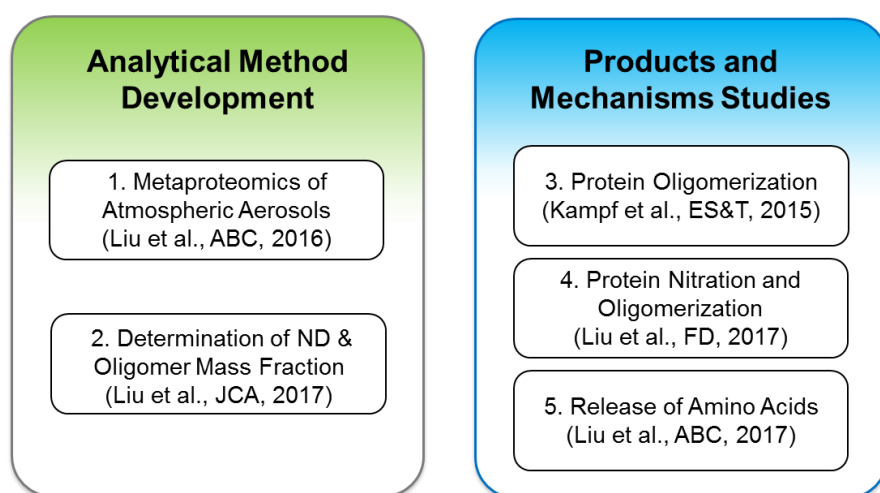 Analytical Method
Development
1. Metaproteomics of
Atmospheric Aerosols
(Liu et al., ABC, 2016)
2. Determination of ND &
Oligomer Mass Fraction
(Liu et al., JCA, 2017)
Products and
Mechanisms Studies
3. Protein Oligomerization
(Kampf et al., ES&T, 2015)
4. Protein Nitration and
Oligomerization
(Liu et al., FD, 2017)
5. Release of Amino Acids
(Liu et al., ABC, 2017)